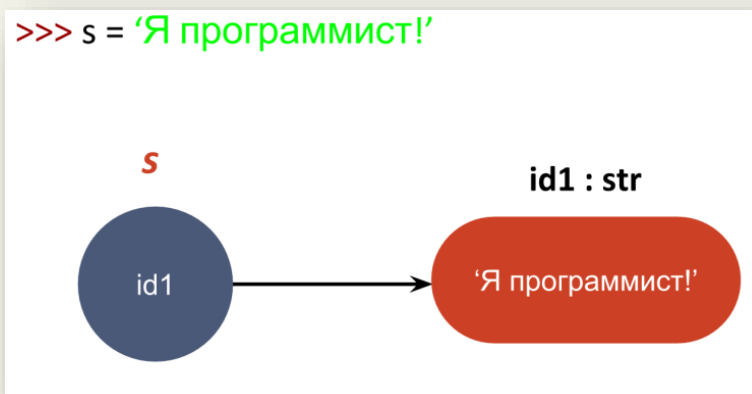 >>> s = ‘Я программист!’
s
id1 : str
id1
‘Я программист!’